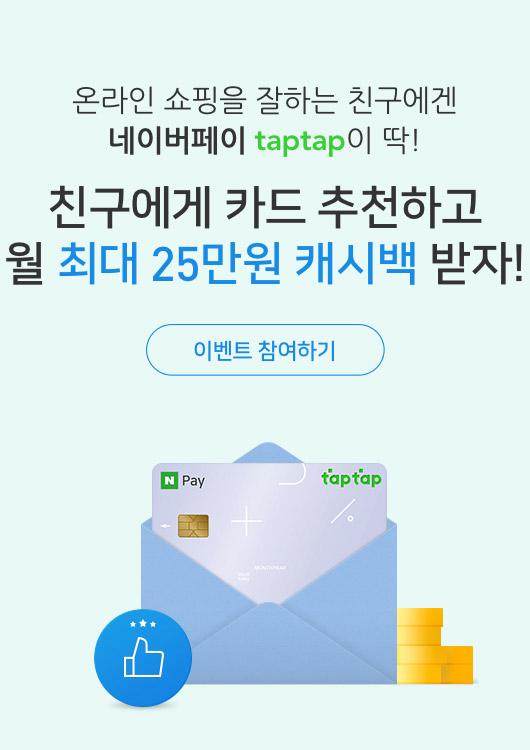 온라인 쇼핑을 잘하는 친구에겐
네이버페이 taptap이 딱!
친구에게 카드 추천하고
월 최대 25만원 캐시백 받자!
이벤트 참여하기
N Pay
taptap
MONTH/YEAR